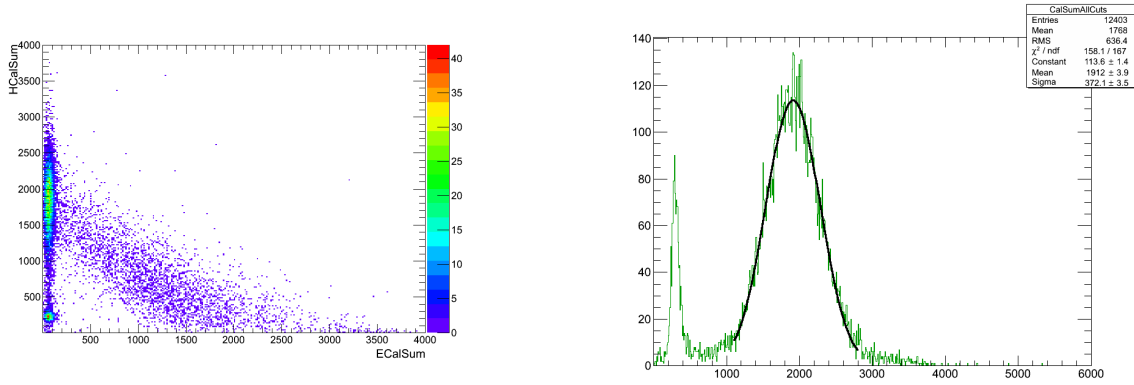 4000
3500
3000
2500
2000
1500
1000
500
HCalSum
500 1000 1500 2000 2500 3000 3500 4000
ECalSum
40
35
30
25
20
15
10
5
0
CalSumAllCuts
Entries 12403
Mean 1768
RMS 636.4
χ² / ndf 158.1 / 167
Constant 113.6 ± 1.4
Mean 1912 ± 3.9
Sigma 372.1 ± 3.5
140
120
100
80
60
40
20
0
1000 2000 3000 4000 5000 6000